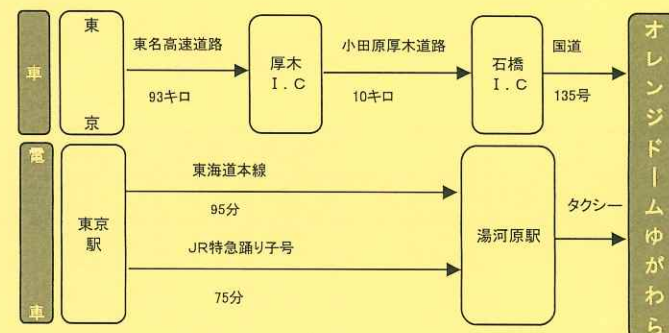 車
東京
東名高速道路
93キロ
厚木
I．C
小田原厚木道路
10キロ
石橋
I．C
国道
135号
電車
東京
駅
東海道本線
95分
JR特急踊り子号
75分
湯河原駅
タクシー
オレンジドームゆがわら